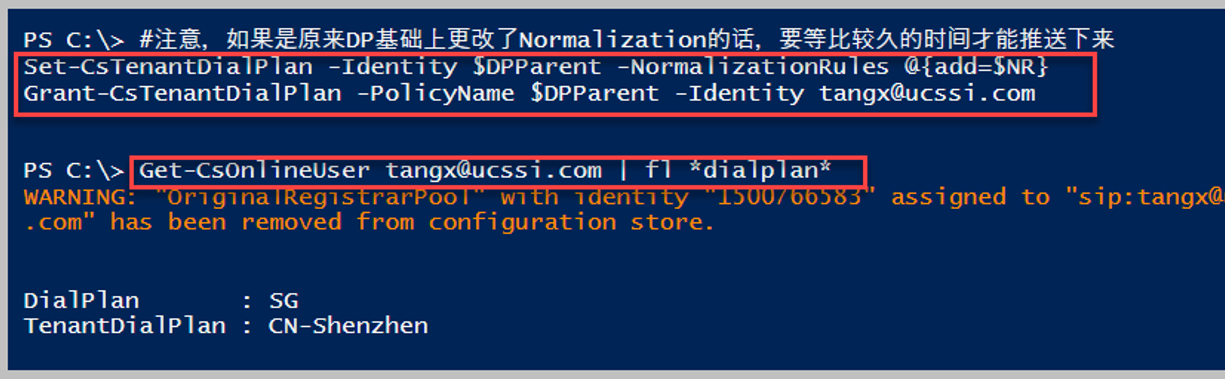 PS C:\> #注意，如果是原来DP基础上更改了Normalization的话，要等比较久的时间才能推送下来
Set-CsTenantDialPlan -Identity $DPParent -NormalizationRules @{add=$NR}
Grant-CsTenantDialPlan -PolicyName $DPParent -Identity tangx@ucssi.com
PS C:\> Get-CsOnlineUser tangx@ucssi.com | fl *dialplan*
WARNING: "OriginalRegistrarPool" with identity "1500766583" assigned to "sip:tangx@
.com" has been removed from configuration store.
DialPlan : SG
TenantDialPlan : CN-Shenzhen